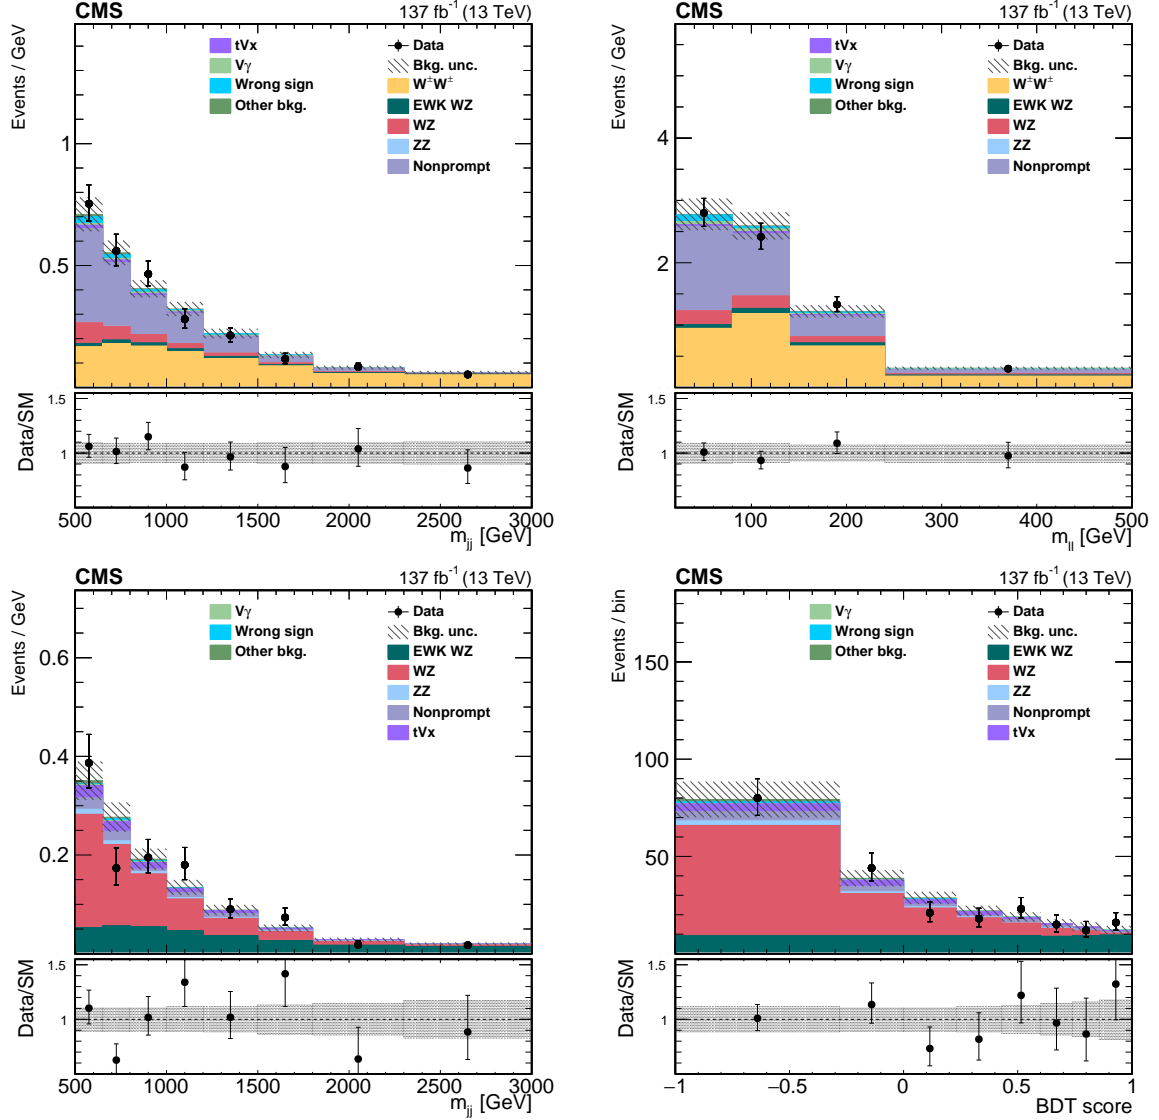 CMS 137 fb⁻¹ (13 TeV)
Events / GeV
tVx
Vγ
Wrong sign
Other bkg.
Data
Bkg. unc.
W±W±
EWK WZ
WZ
ZZ
Nonprompt
1
0.5
Data/SM
1.5
1
500 1000 1500 2000 2500 3000
m_jj [GeV]
CMS 137 fb⁻¹ (13 TeV)
Events / GeV
tVx
Vγ
Wrong sign
Other bkg.
Data
Bkg. unc.
W±W±
EWK WZ
WZ
ZZ
Nonprompt
4
2
Data/SM
1.5
1
100 200 300 400 500
m_ll [GeV]
CMS 137 fb⁻¹ (13 TeV)
Events / GeV
Vγ
Wrong sign
Other bkg.
Data
Bkg. unc.
EWK WZ
WZ
ZZ
Nonprompt
tVx
0.6
0.4
0.2
Data/SM
1.5
1
500 1000 1500 2000 2500 3000
m_jj [GeV]
CMS 137 fb⁻¹ (13 TeV)
Events / bin
Vγ
Wrong sign
Other bkg.
Data
Bkg. unc.
EWK WZ
WZ
ZZ
Nonprompt
tVx
150
100
50
Data/SM
1.5
1
−1 −0.5 0 0.5 1
BDT score